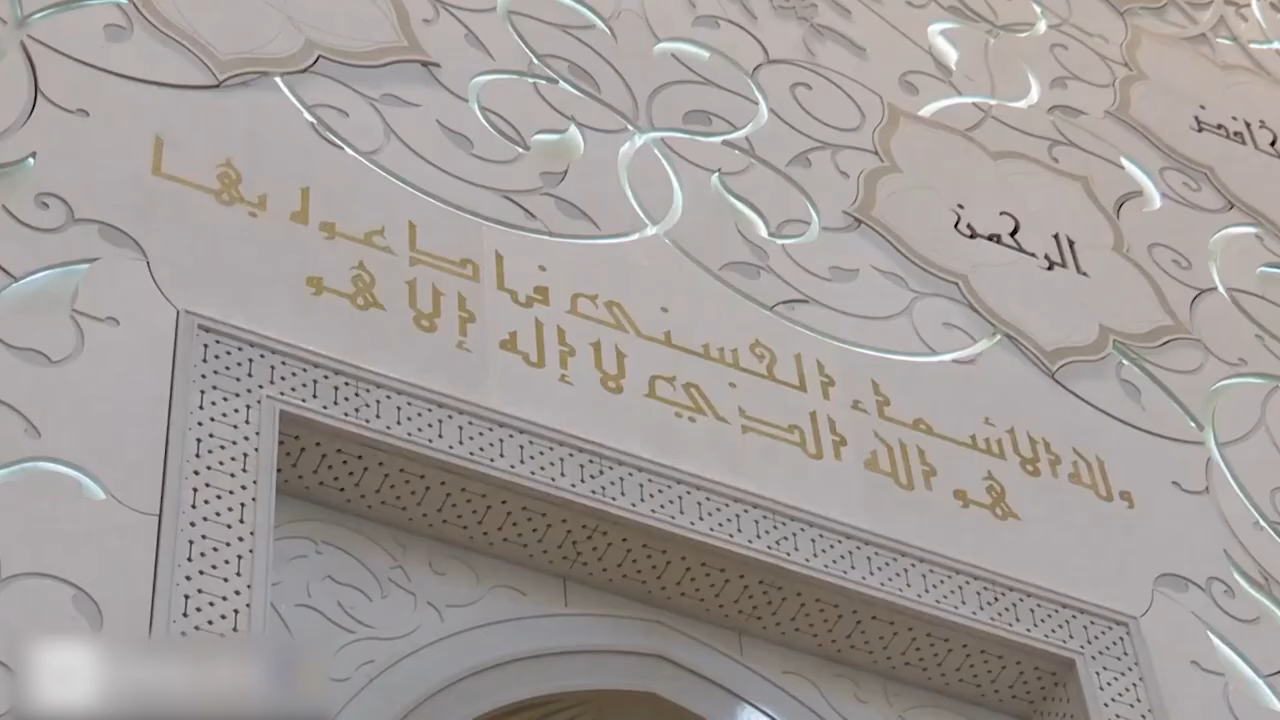 ولله الأسماء الحسنى فادعوه بها
هو الله الذي لا إله إلا هو
الرحمن